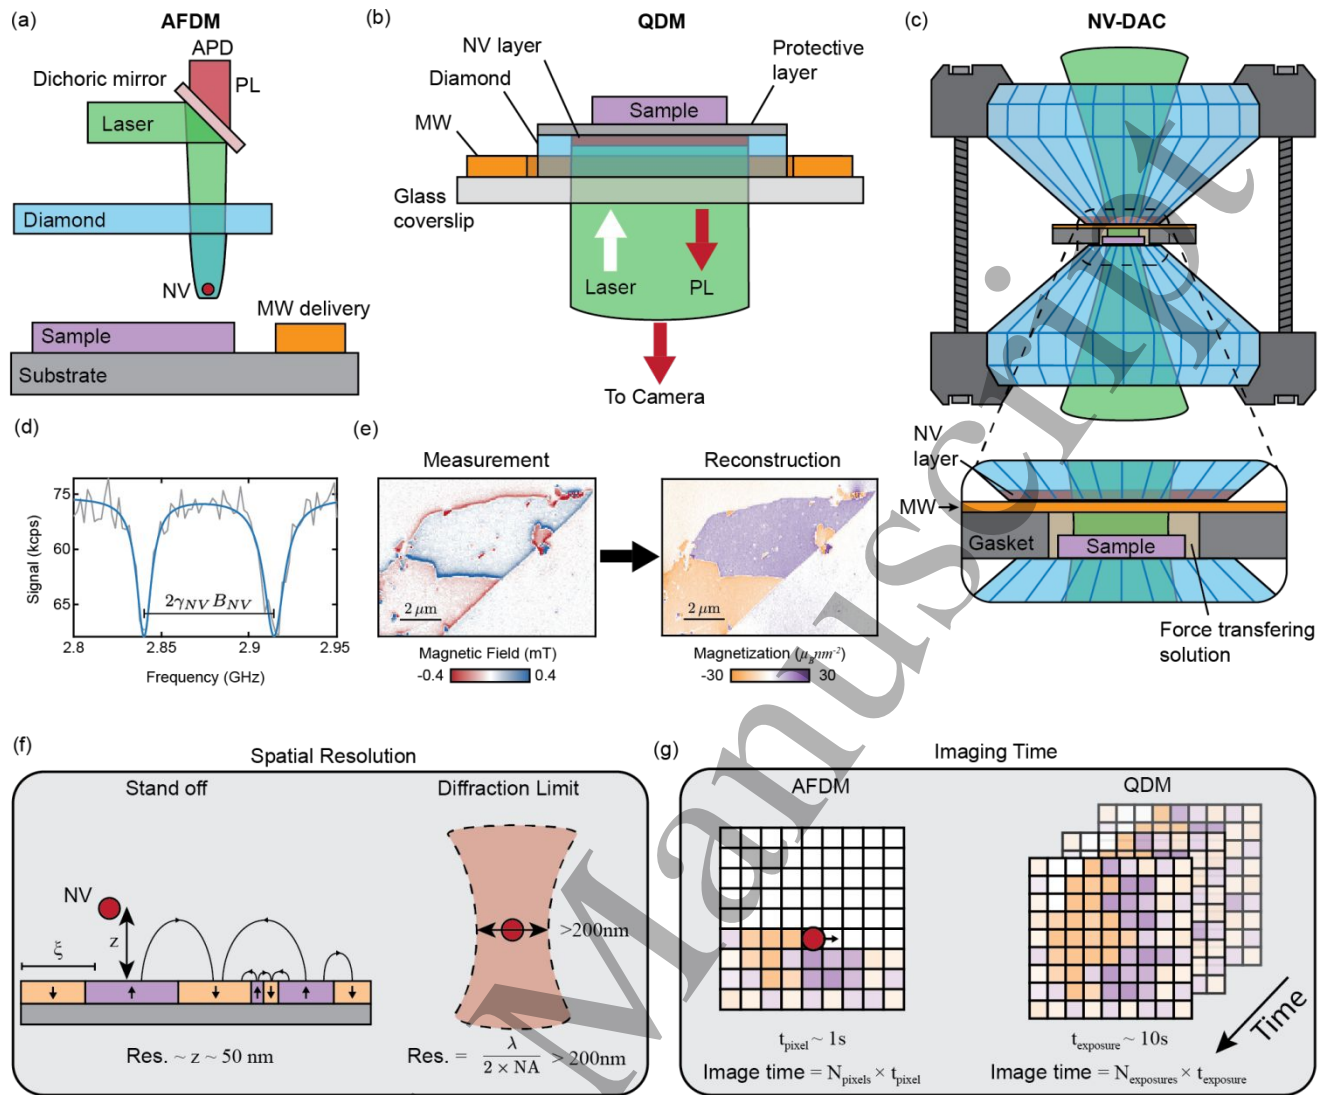 (a)
AFDM
APD
Dichoric mirror
PL
Laser
Diamond
NV
MW delivery
Sample
Substrate
(b)
QDM
NV layer
Diamond
Protective
layer
MW
Sample
Glass
coverslip
Laser
PL
To Camera
(c)
NV-DAC
NV
layer
MW
Gasket
Sample
Force transfering
solution
(d)
Signal (kcps)
75
60
65
2γNV BNV
2.8
2.85
2.9
2.95
Frequency (GHz)
(e)
Measurement
2 μm
Magnetic Field (mT)
-0.4
0.4
Reconstruction
2 μm
Magnetization (μB nm⁻²)
-30
30
(f)
Spatial Resolution
Stand off
NV
z
ξ
Res. ~ z ~ 50 nm
Diffraction Limit
>200nm
Res. = λ / 2 × NA > 200nm
(g)
Imaging Time
AFDM
tpixel ~ 1s
Image time = Npixels × tpixel
QDM
Time
texposure ~ 10s
Image time = Nexposures × texposure
Manuscript